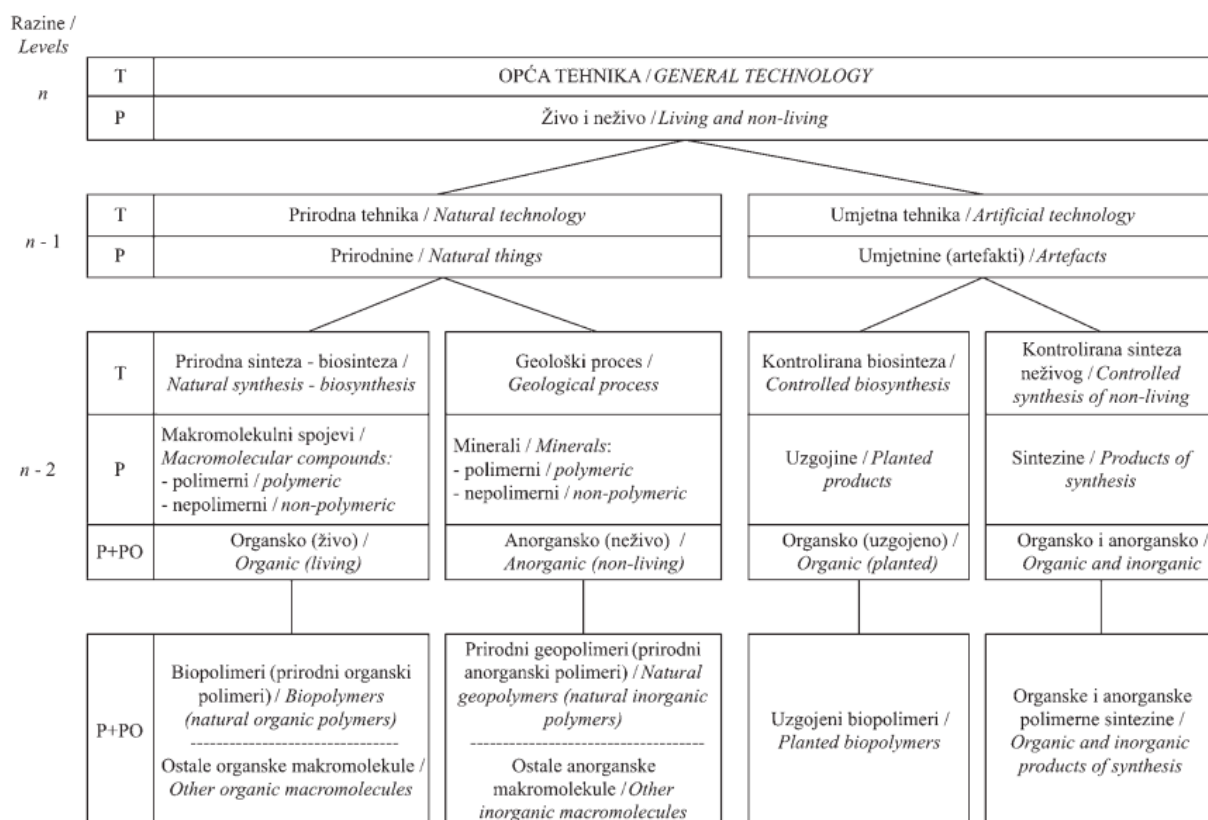 Razine /
Levels
n
T
OPĆA TEHNIKA / GENERAL TECHNOLOGY
P
Živo i neživo / Living and non-living
n - 1
T
Prirodna tehnika / Natural technology
Umjetna tehnika / Artificial technology
P
Prirodnine / Natural things
Umjetnine (artefakti) / Artefacts
n - 2
T
Prirodna sinteza - biosinteza /
Natural synthesis - biosynthesis
Geološki proces /
Geological process
Kontrolirana biosinteza /
Controlled biosynthesis
Kontrolirana sinteza
neživog / Controlled
synthesis of non-living
P
Makromolekulni spojevi /
Macromolecular compounds:
- polimerni / polymeric
- nepolimerni / non-polymeric
Minerali / Minerals:
- polimerni / polymeric
- nepolimerni / non-polymeric
Uzgojine / Planted
products
Sintezine / Products of
synthesis
P+PO
Organsko (živo) /
Organic (living)
Anorgansko (neživo) /
Anorganic (non-living)
Organsko (uzgojeno) /
Organic (planted)
Organsko i anorgansko /
Organic and inorganic
P+PO
Biopolimeri (prirodni organski
polimeri) / Biopolymers
(natural organic polymers)
--------------------------------
Ostale organske makromolekule /
Other organic macromolecules
Prirodni geopolimeri (prirodni
anorganski polimeri) / Natural
geopolymers (natural inorganic
polymers)
------------------------------------
Ostale anorganske
makromolekule / Other
inorganic macromolecules
Uzgojeni biopolimeri /
Planted biopolymers
Organske i anorganske
polimerne sintezine /
Organic and inorganic
products of synthesis